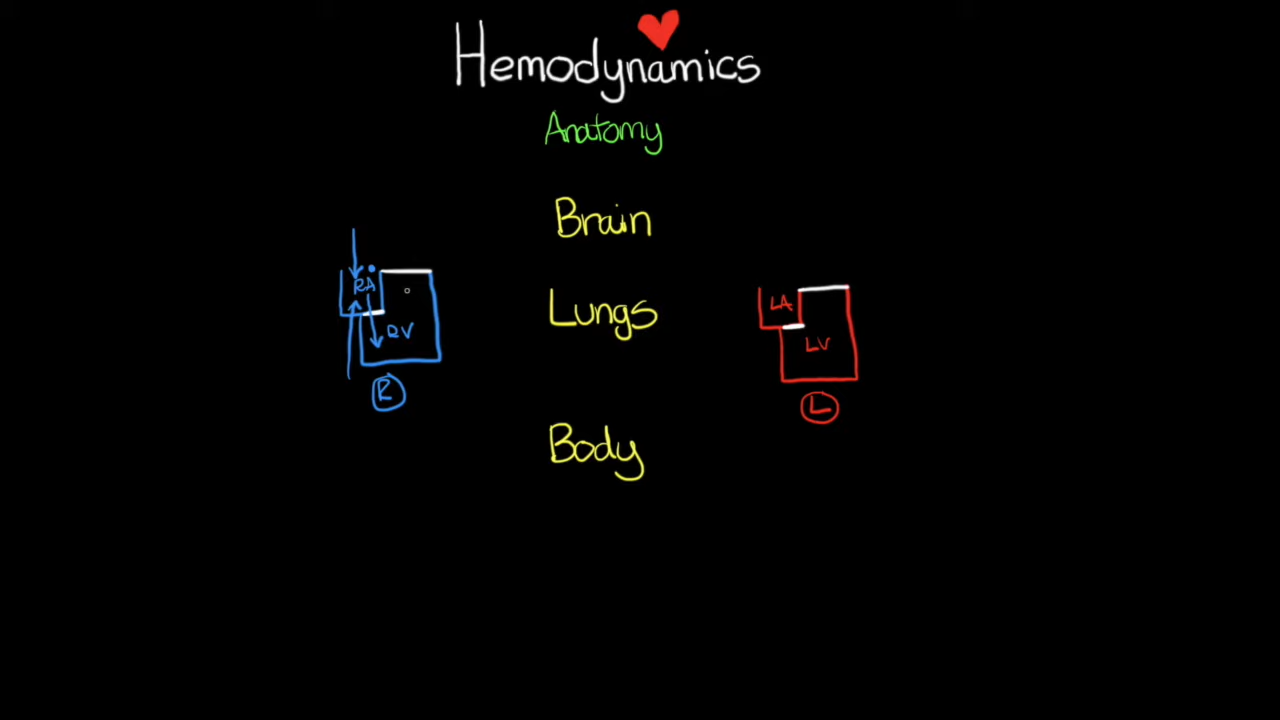 Hemodynamics
Anatomy
Brain
RA
RV
R
Lungs
LA
LV
L
Body